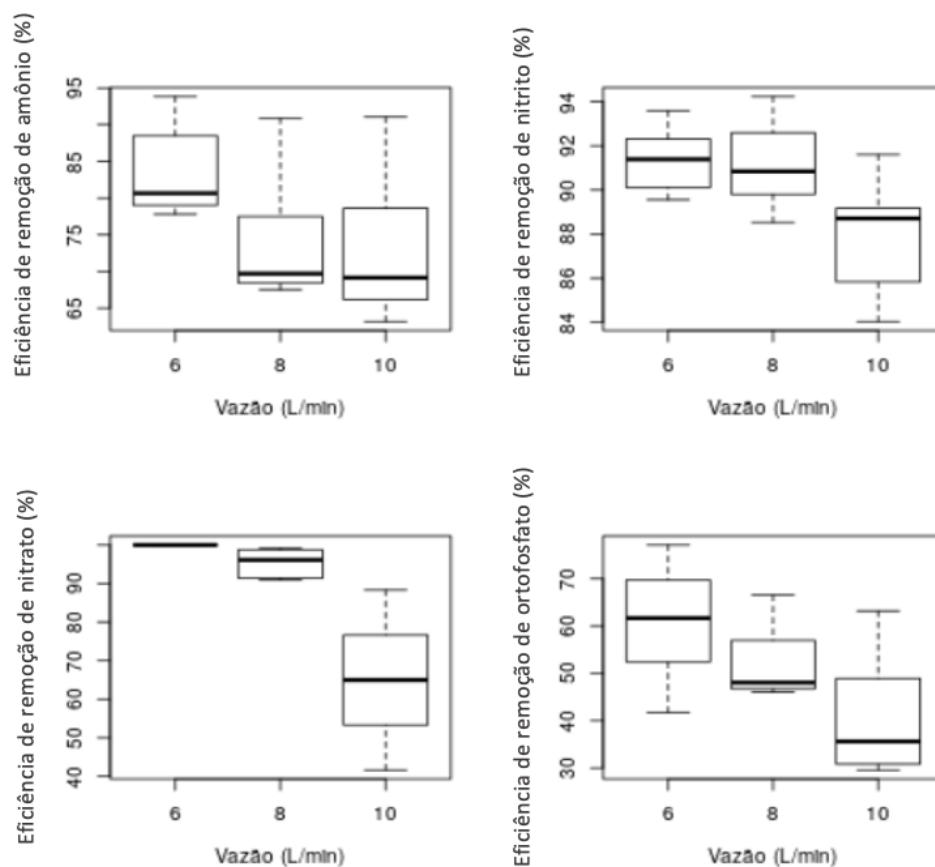 Eficiência de remoção de amônio (%)
95
85
75
65
6 8 10
Vazão (L/min)
Eficiência de remoção de nitrito (%)
94
92
90
88
86
84
6 8 10
Vazão (L/min)
Eficiência de remoção de nitrato (%)
90
80
70
60
50
40
6 8 10
Vazão (L/min)
Eficiência de remoção de ortofosfato (%)
70
60
50
40
30
6 8 10
Vazão (L/min)